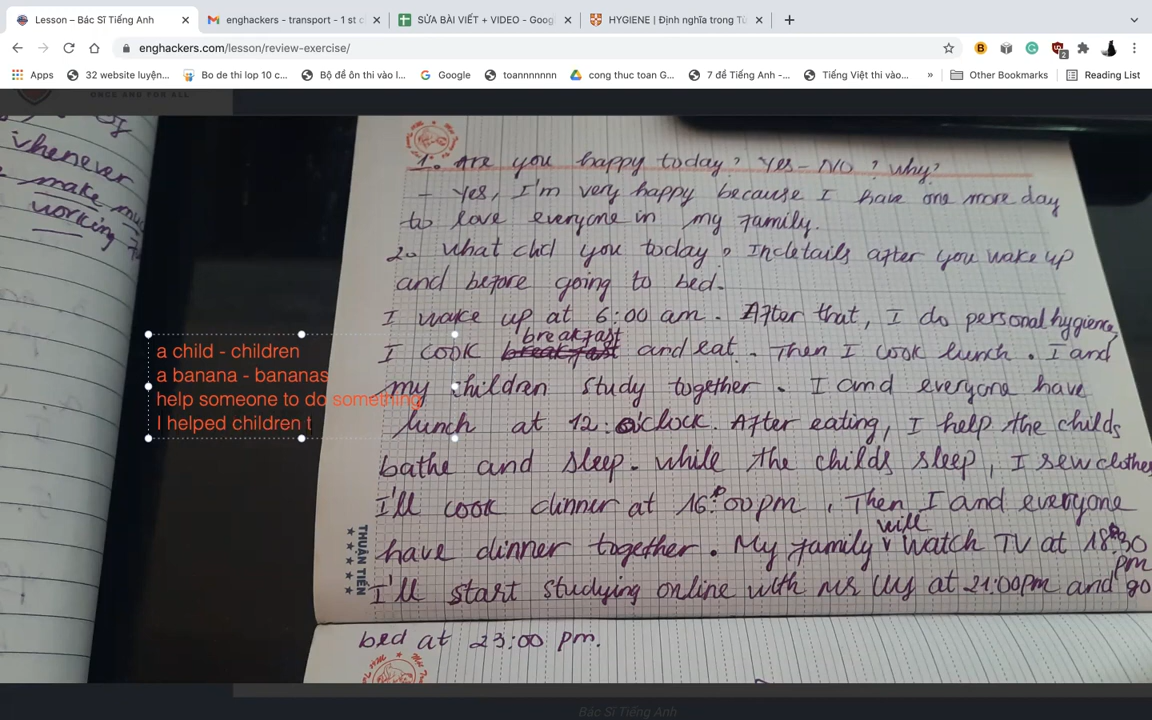 Lesson – Bác Sĩ Tiếng Anh
enghackers - transport - 1 st c
SỬA BÀI VIẾT + VIDEO - Goog
HYGIENE | Định nghĩa trong Từ
enghackers.com/lesson/review-exercise/
2
Apps
32 website luyện...
Bo de thi lop 10 c...
Bộ đề ôn thi vào l...
Google
toannnnnnn
cong thuc toan G...
7 đề Tiếng Anh -...
Tiếng Việt thi vào...
»
Other Bookmarks
Reading List
ONCE AND FOR ALL
whenever
make
working
1. Are you happy today? Yes - NO ? Why?
- Yes, I'm very happy because I have one more day
to love everyone in my family.
2. What did you today? In details after you wake up
and before going to bed.
I wake up at 6:00 am. After that, I do personal hygiene,
breakfast
I cook breakfast and eat. Then I cook lunch. I and
my children study together. I and everyone have
lunch at 12:o'clock. After eating, I help the childs
bathe and sleep. While the childs sleep, I sew clothes
I'll cook dinner at 16:00pm, Then I and everyone
will
have dinner together. My family v watch TV at 18:30
pm
I'll start studying online with Mr Uy at 21:00pm and go
bed at 23:00 pm.
a child - children
a banana - bananas
help someone to do something
I helped children t
THUẬN TIẾN
Bác Sĩ Tiếng Anh